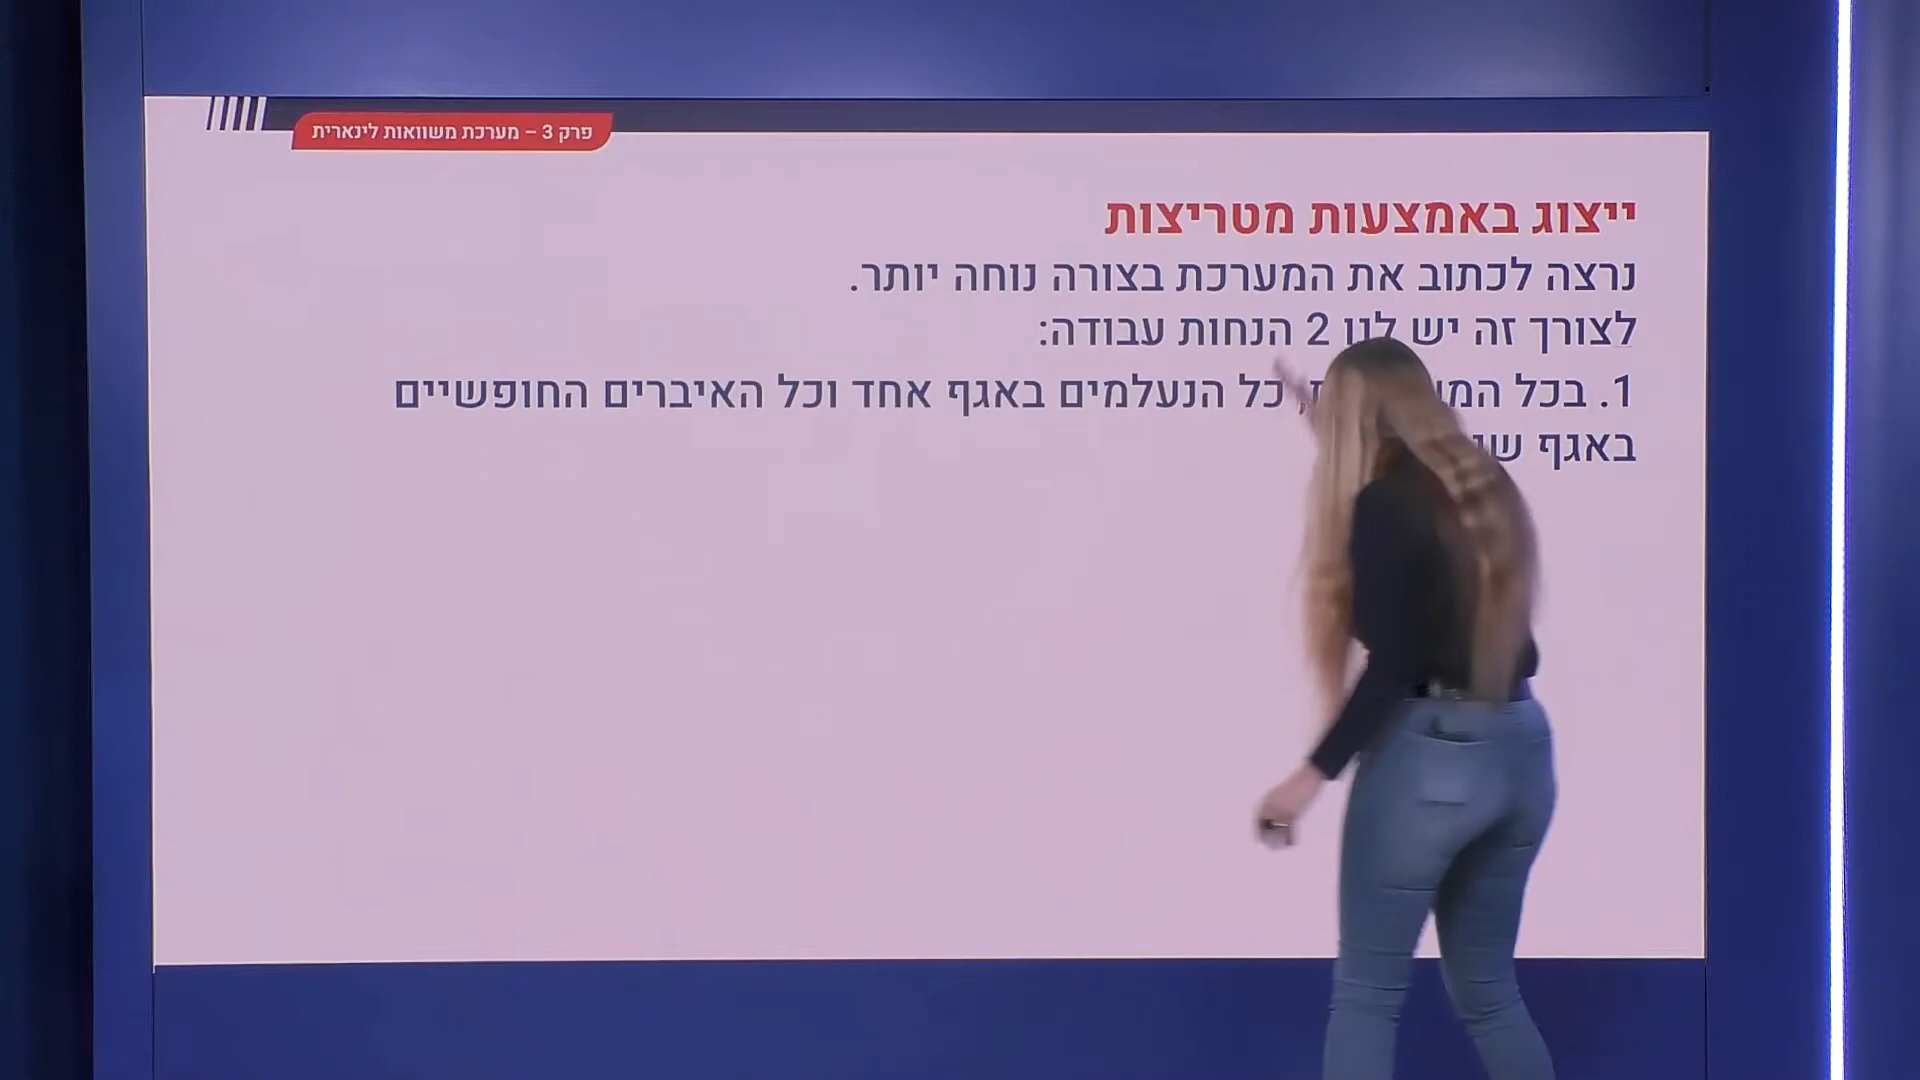 פרק 3 – מערכת משוואות לינארית
ייצוג באמצעות מטריצות
נרצה לכתוב את המערכת בצורה נוחה יותר.
לצורך זה יש לנו 2 הנחות עבודה:
1. בכל כל הנעלמים באגף אחד וכל האיברים החופשיים
באגף